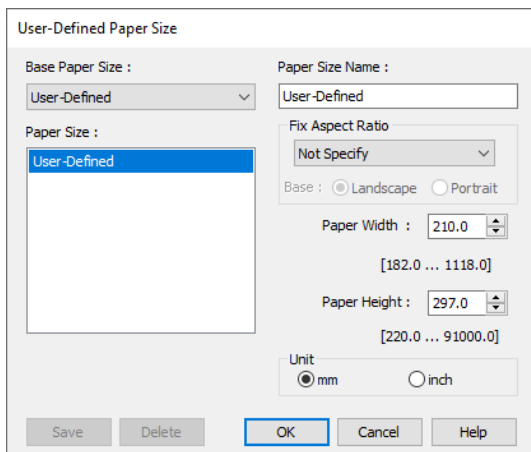 User-Defined Paper Size
Base Paper Size :
User-Defined
Paper Size :
User-Defined
Paper Size Name :
User-Defined
Fix Aspect Ratio
Not Specify
Base : Landscape Portrait
Paper Width : 210.0
[182.0 ... 1118.0]
Paper Height : 297.0
[220.0 ... 91000.0]
Unit
mm inch
Save Delete OK Cancel Help